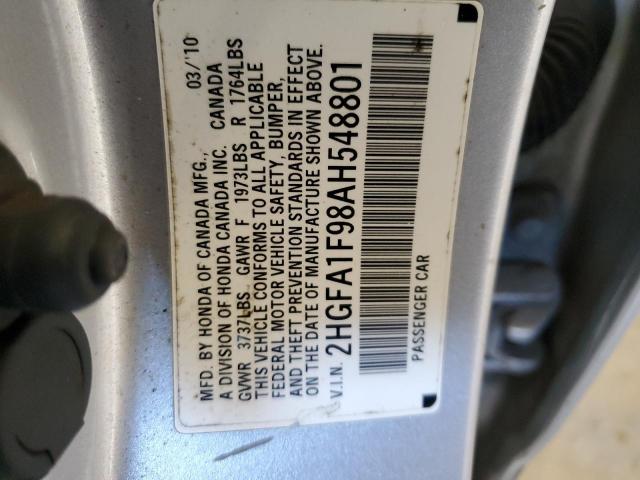 MFD. BY HONDA OF CANADA MFG., 03/10
A DIVISION OF HONDA CANADA INC. CANADA
GVWR 3737LBS GAWR F 1973LBS R 1764LBS
THIS VEHICLE CONFORMS TO ALL APPLICABLE
FEDERAL MOTOR VEHICLE SAFETY, BUMPER,
AND THEFT PREVENTION STANDARDS IN EFFECT
ON THE DATE OF MANUFACTURE SHOWN ABOVE.
V.I.N. 2HGFA1F98AH548801
PASSENGER CAR